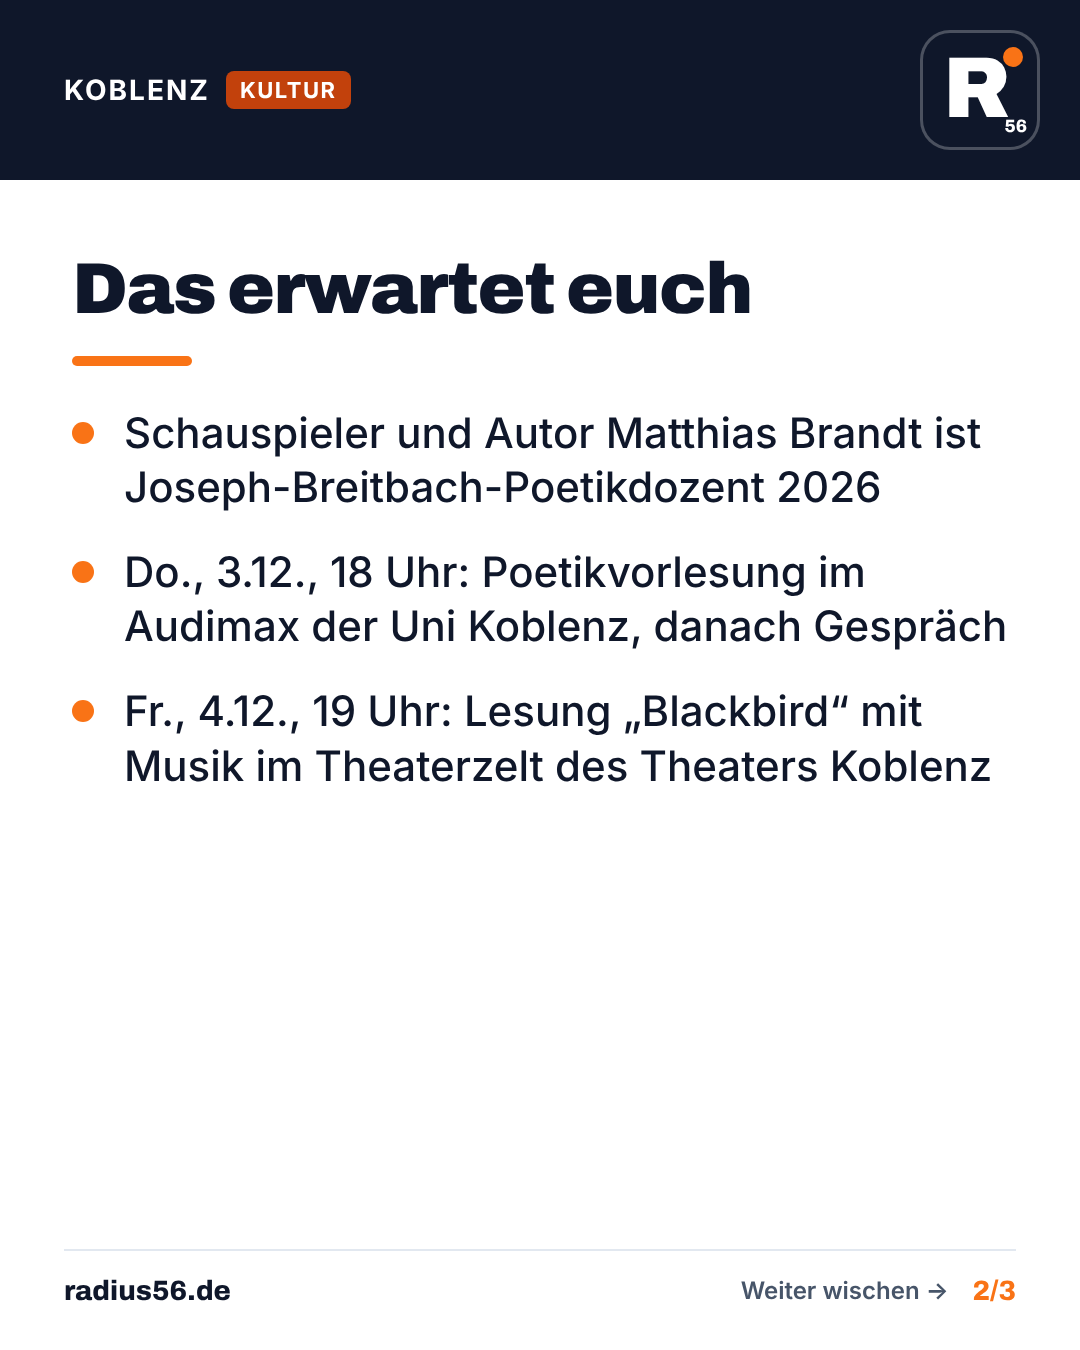 KOBLENZ KULTUR
R
56
Das erwartet euch
Schauspieler und Autor Matthias Brandt ist
Joseph-Breitbach-Poetikdozent 2026
Do., 3.12., 18 Uhr: Poetikvorlesung im
Audimax der Uni Koblenz, danach Gespräch
Fr., 4.12., 19 Uhr: Lesung „Blackbird“ mit
Musik im Theaterzelt des Theaters Koblenz
radius56.de
Weiter wischen → 2/3